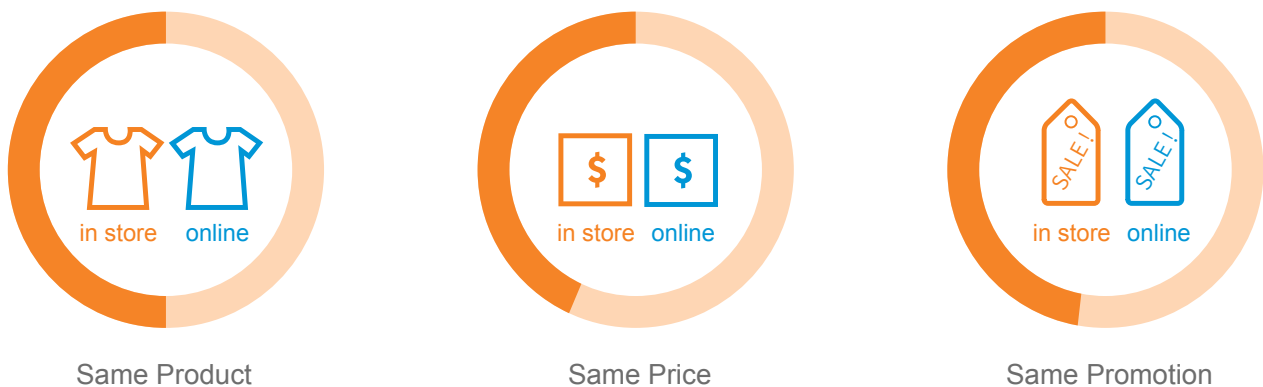 $ $
SALE! SALE!
in store online
in store online
in store online
Same Product
Same Price
Same Promotion